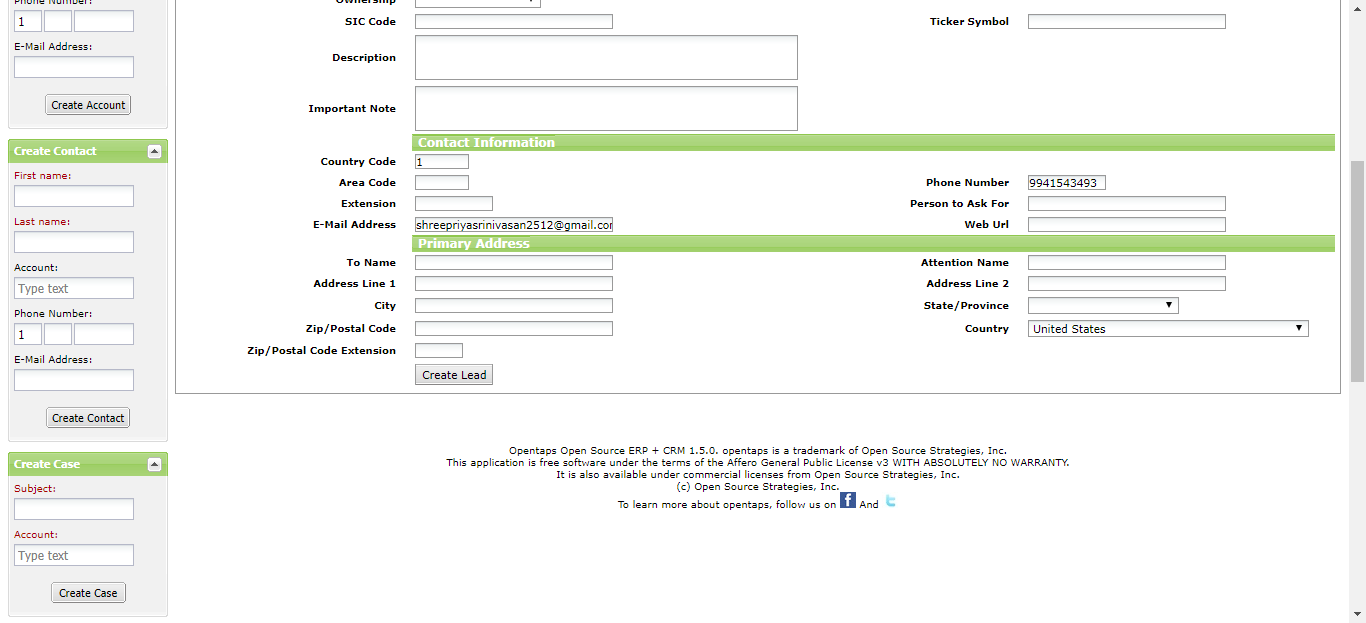 Phone Number:
1
E-Mail Address:
Create Account
Create Contact
First name:
Last name:
Account:
Type text
Phone Number:
1
E-Mail Address:
Create Contact
Create Case
Subject:
Account:
Type text
Create Case
Ownership
SIC Code
Ticker Symbol
Description
Important Note
Contact Information
Country Code 1
Area Code
Phone Number 9941543493
Extension
Person to Ask For
E-Mail Address shreepriyasrinivasan2512@gmail.cor
Web Url
Primary Address
To Name
Attention Name
Address Line 1
Address Line 2
City
State/Province
Zip/Postal Code
Country United States
Zip/Postal Code Extension
Create Lead
Opentaps Open Source ERP + CRM 1.5.0. opentaps is a trademark of Open Source Strategies, Inc.
This application is free software under the terms of the Affero General Public License v3 WITH ABSOLUTELY NO WARRANTY.
It is also available under commercial licenses from Open Source Strategies, Inc.
(c) Open Source Strategies, Inc.
To learn more about opentaps, follow us on f And t